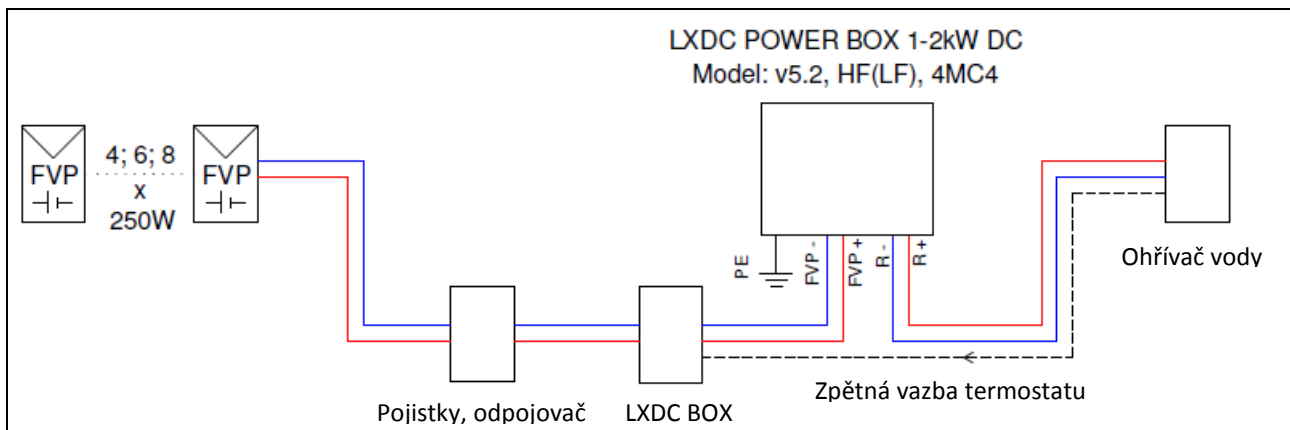 LXDC POWER BOX 1-2kW DC
Model: v5.2, HF(LF), 4MC4
FVP
4; 6; 8
x
250W
FVP
PE
FVP -
FVP+
R -
R+
Ohřívač vody
Zpětná vazba termostatu
Pojistky, odpojovač
LXDC BOX